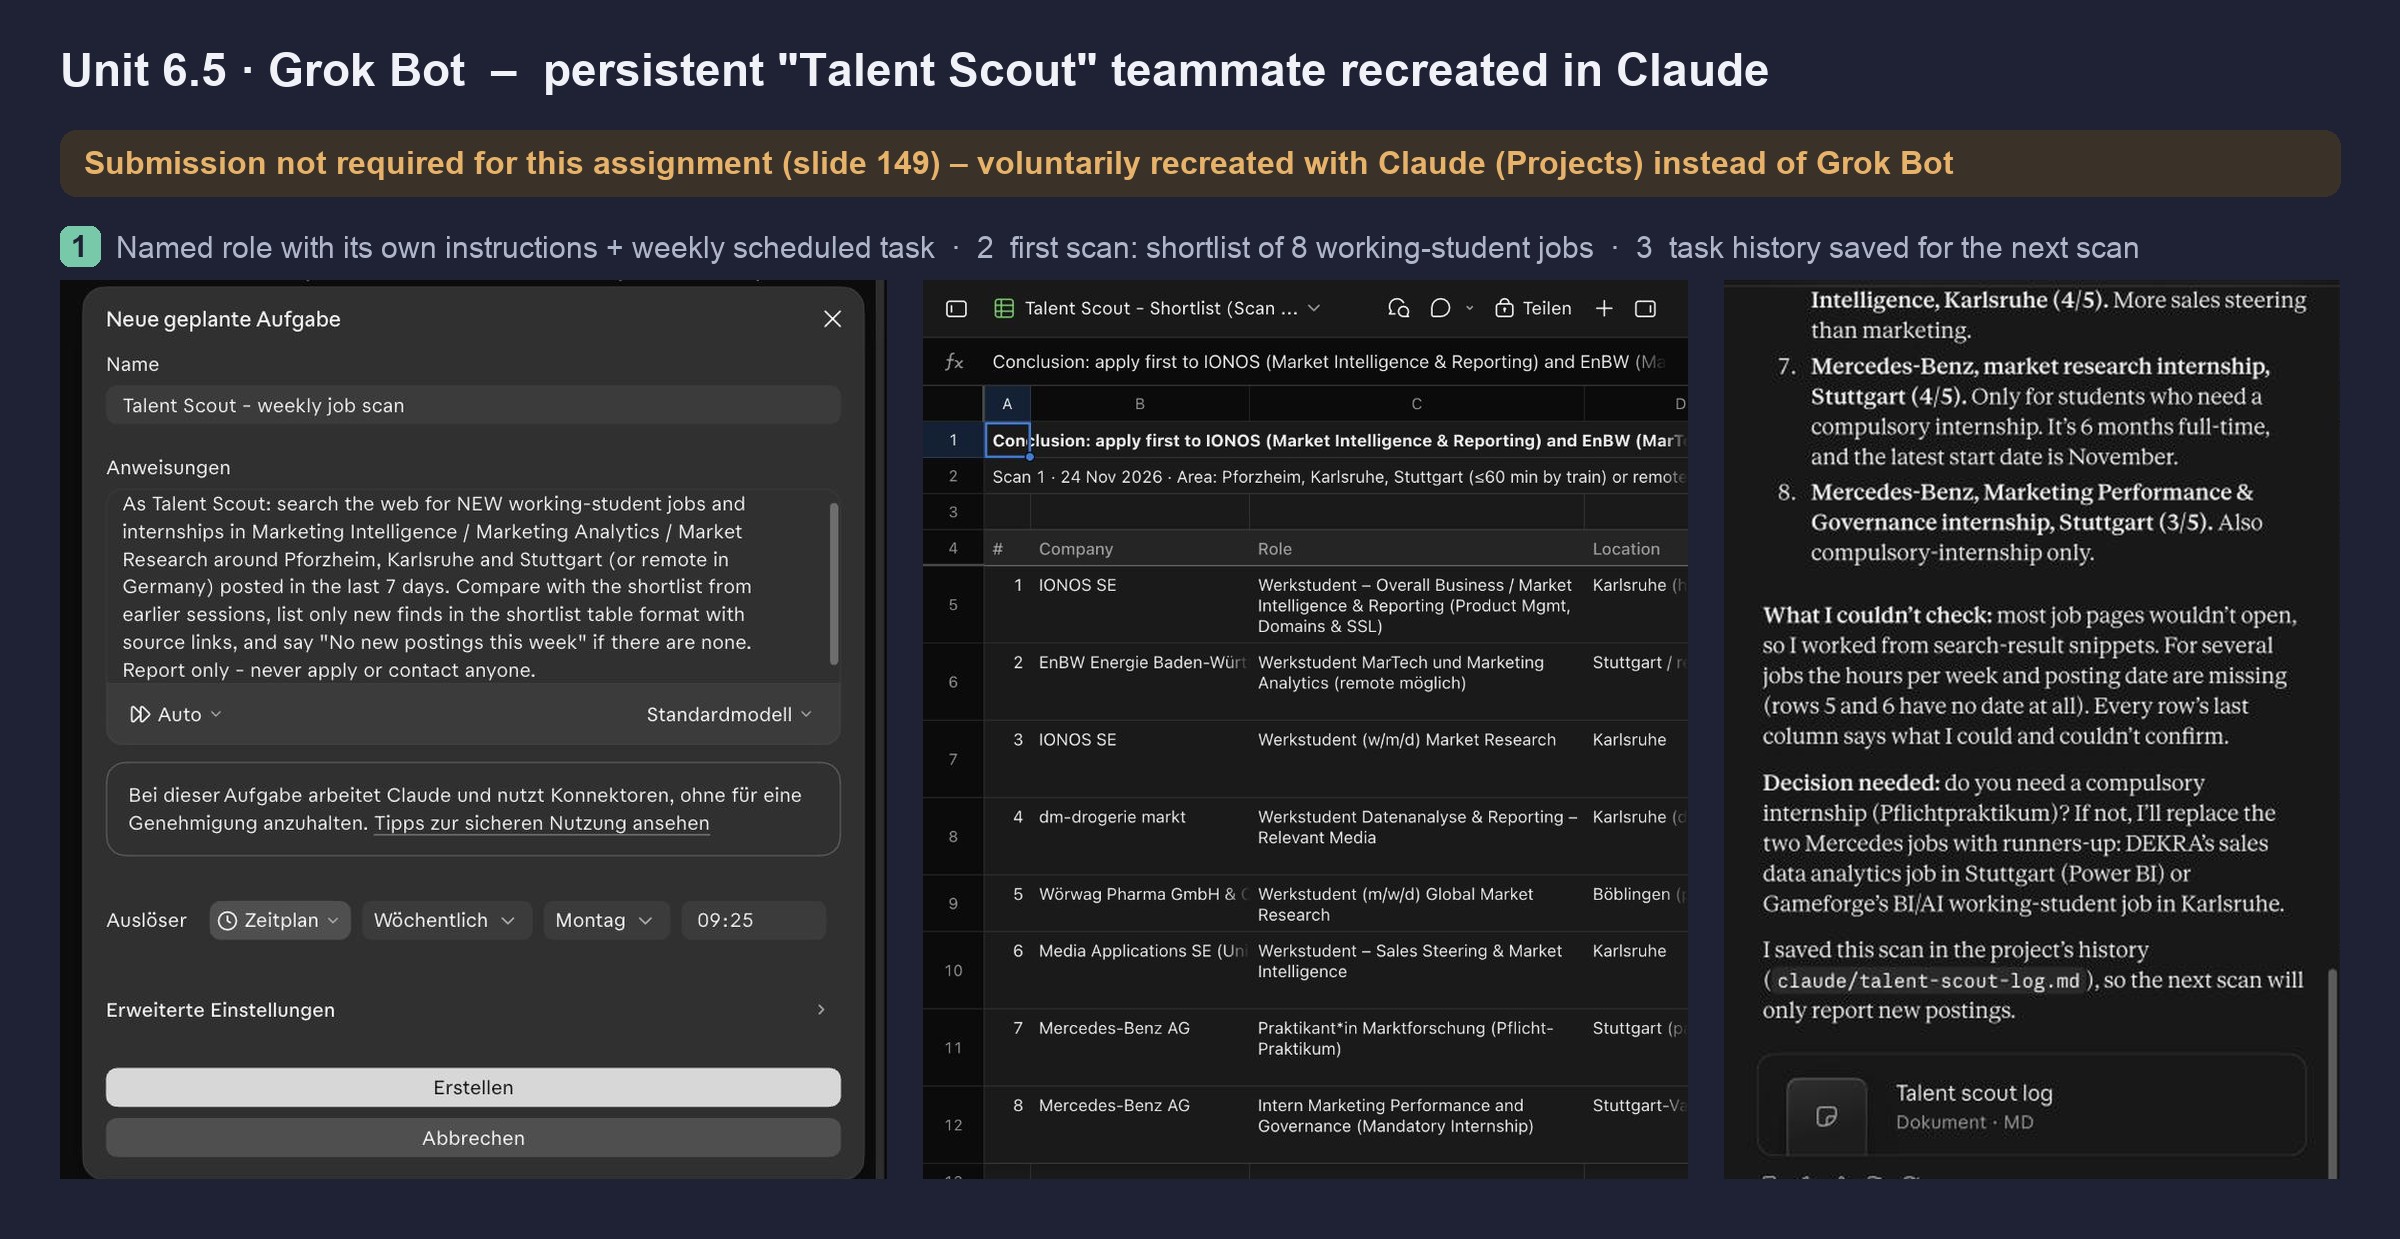 Unit 6.5 · Grok Bot – persistent "Talent Scout" teammate recreated in Claude
Submission not required for this assignment (slide 149) – voluntarily recreated with Claude (Projects) instead of Grok Bot
1 Named role with its own instructions + weekly scheduled task · 2 first scan: shortlist of 8 working-student jobs · 3 task history saved for the next scan
Neue geplante Aufgabe
Name
Talent Scout - weekly job scan
Anweisungen
As Talent Scout: search the web for NEW working-student jobs and
internships in Marketing Intelligence / Marketing Analytics / Market
Research around Pforzheim, Karlsruhe and Stuttgart (or remote in
Germany) posted in the last 7 days. Compare with the shortlist from
earlier sessions, list only new finds in the shortlist table format with
source links, and say "No new postings this week" if there are none.
Report only - never apply or contact anyone.
Auto Standardmodell
Bei dieser Aufgabe arbeitet Claude und nutzt Konnektoren, ohne für eine
Genehmigung anzuhalten. Tipps zur sicheren Nutzung ansehen
Auslöser Zeitplan Wöchentlich Montag 09:25
Erweiterte Einstellungen
Erstellen
Abbrechen
Talent Scout - Shortlist (Scan ... Teilen
fx Conclusion: apply first to IONOS (Market Intelligence & Reporting) and EnBW (Ma
A B C D
1 Conclusion: apply first to IONOS (Market Intelligence & Reporting) and EnBW (MarT
2 Scan 1 · 24 Nov 2026 · Area: Pforzheim, Karlsruhe, Stuttgart (≤60 min by train) or remote
3
4 # Company Role Location
5 1 IONOS SE Werkstudent – Overall Business / Market Karlsruhe (h
Intelligence & Reporting (Product Mgmt,
Domains & SSL)
6 2 EnBW Energie Baden-Würt Werkstudent MarTech und Marketing Stuttgart / r
Analytics (remote möglich)
7 3 IONOS SE Werkstudent (w/m/d) Market Research Karlsruhe
8 4 dm-drogerie markt Werkstudent Datenanalyse & Reporting – Karlsruhe (d
Relevant Media
9 5 Wörwag Pharma GmbH & C Werkstudent (m/w/d) Global Market Böblingen (p
Research
10 6 Media Applications SE (Uni Werkstudent – Sales Steering & Market Karlsruhe
Intelligence
11 7 Mercedes-Benz AG Praktikant*in Marktforschung (Pflicht- Stuttgart (p
Praktikum)
12 8 Mercedes-Benz AG Intern Marketing Performance and Stuttgart-Va
Governance (Mandatory Internship)
Intelligence, Karlsruhe (4/5). More sales steering
than marketing.
7. Mercedes-Benz, market research internship,
Stuttgart (4/5). Only for students who need a
compulsory internship. It’s 6 months full-time,
and the latest start date is November.
8. Mercedes-Benz, Marketing Performance &
Governance internship, Stuttgart (3/5). Also
compulsory-internship only.
What I couldn’t check: most job pages wouldn’t open,
so I worked from search-result snippets. For several
jobs the hours per week and posting date are missing
(rows 5 and 6 have no date at all). Every row’s last
column says what I could and couldn’t confirm.
Decision needed: do you need a compulsory
internship (Pflichtpraktikum)? If not, I’ll replace the
two Mercedes jobs with runners-up: DEKRA’s sales
data analytics job in Stuttgart (Power BI) or
Gameforge’s BI/AI working-student job in Karlsruhe.
I saved this scan in the project’s history
(claude/talent-scout-log.md), so the next scan will
only report new postings.
Talent scout log
Dokument · MD